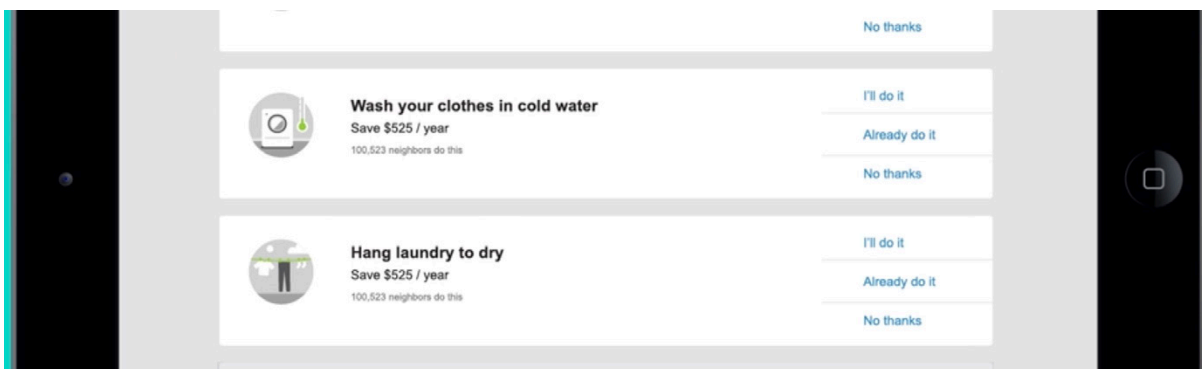 No thanks
Wash your clothes in cold water
Save $525 / year
100,523 neighbors do this
I'll do it
Already do it
No thanks
Hang laundry to dry
Save $525 / year
100,523 neighbors do this
I'll do it
Already do it
No thanks